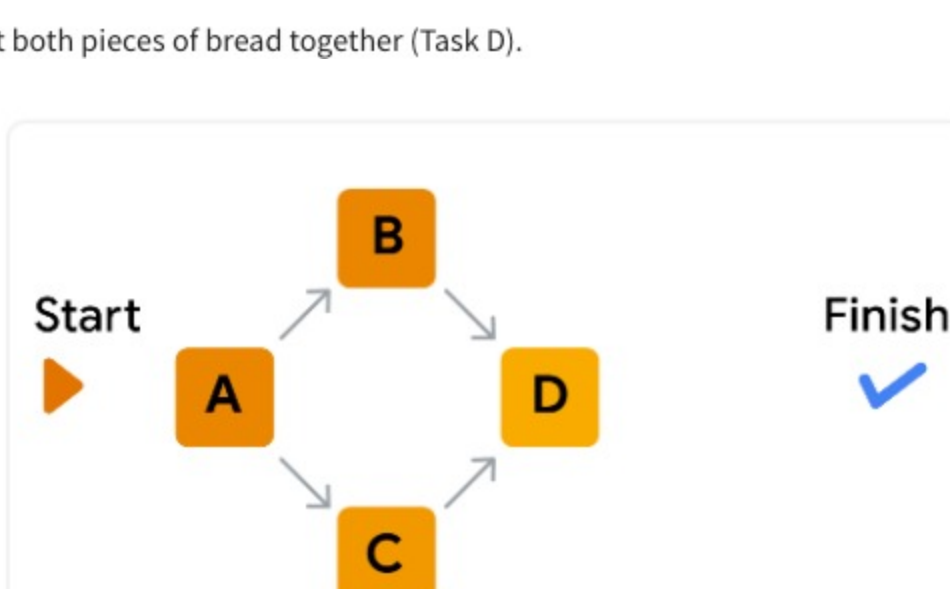 t both pieces of bread together (Task D).
B
Start
Finish
A
D
C